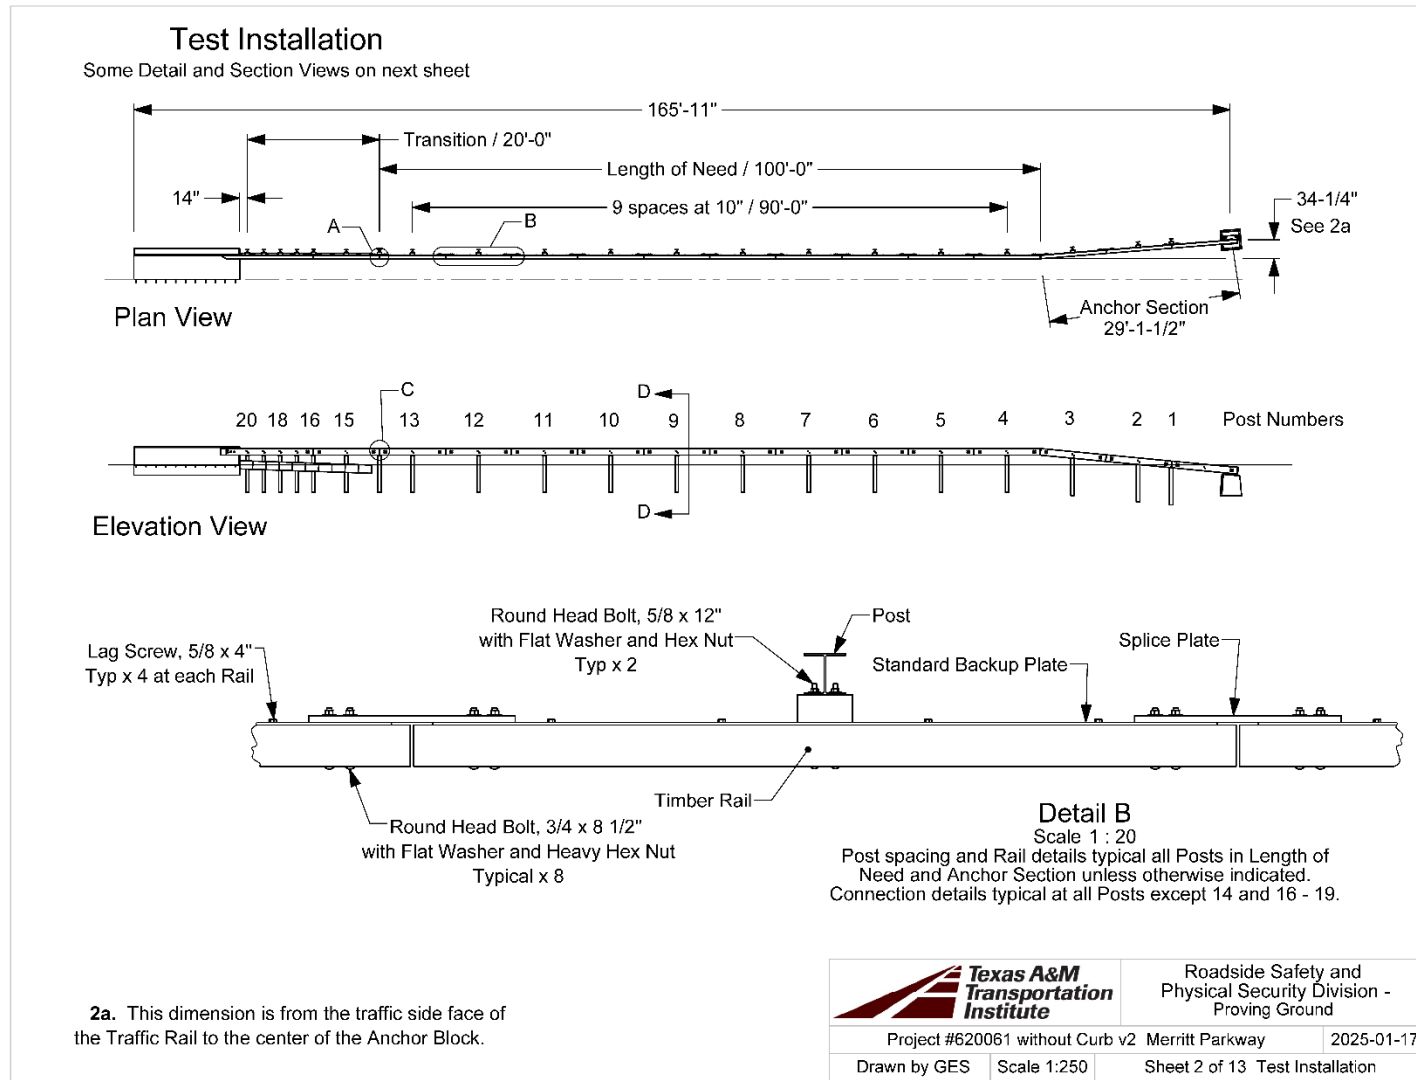 Test Installation
Some Detail and Section Views on next sheet
165'-11"
Transition / 20'-0"
Length of Need / 100'-0"
14"
9 spaces at 10" / 90'-0"
34-1/4"
See 2a
A
B
Plan View
Anchor Section
29'-1-1/2"
C
D
20 18 16 15 13 12 11 10 9 8 7 6 5 4 3 2 1 Post Numbers
D
Elevation View
Round Head Bolt, 5/8 x 12"
with Flat Washer and Hex Nut
Typ x 2
Post
Lag Screw, 5/8 x 4"
Typ x 4 at each Rail
Standard Backup Plate
Splice Plate
Timber Rail
Round Head Bolt, 3/4 x 8 1/2"
with Flat Washer and Heavy Hex Nut
Typical x 8
Detail B
Scale 1 : 20
Post spacing and Rail details typical all Posts in Length of
Need and Anchor Section unless otherwise indicated.
Connection details typical at all Posts except 14 and 16 - 19.
2a. This dimension is from the traffic side face of
the Traffic Rail to the center of the Anchor Block.
Texas A&M
Transportation
Institute
Roadside Safety and
Physical Security Division -
Proving Ground
Project #620061 without Curb v2 Merritt Parkway
2025-01-17
Drawn by GES
Scale 1:250
Sheet 2 of 13 Test Installation